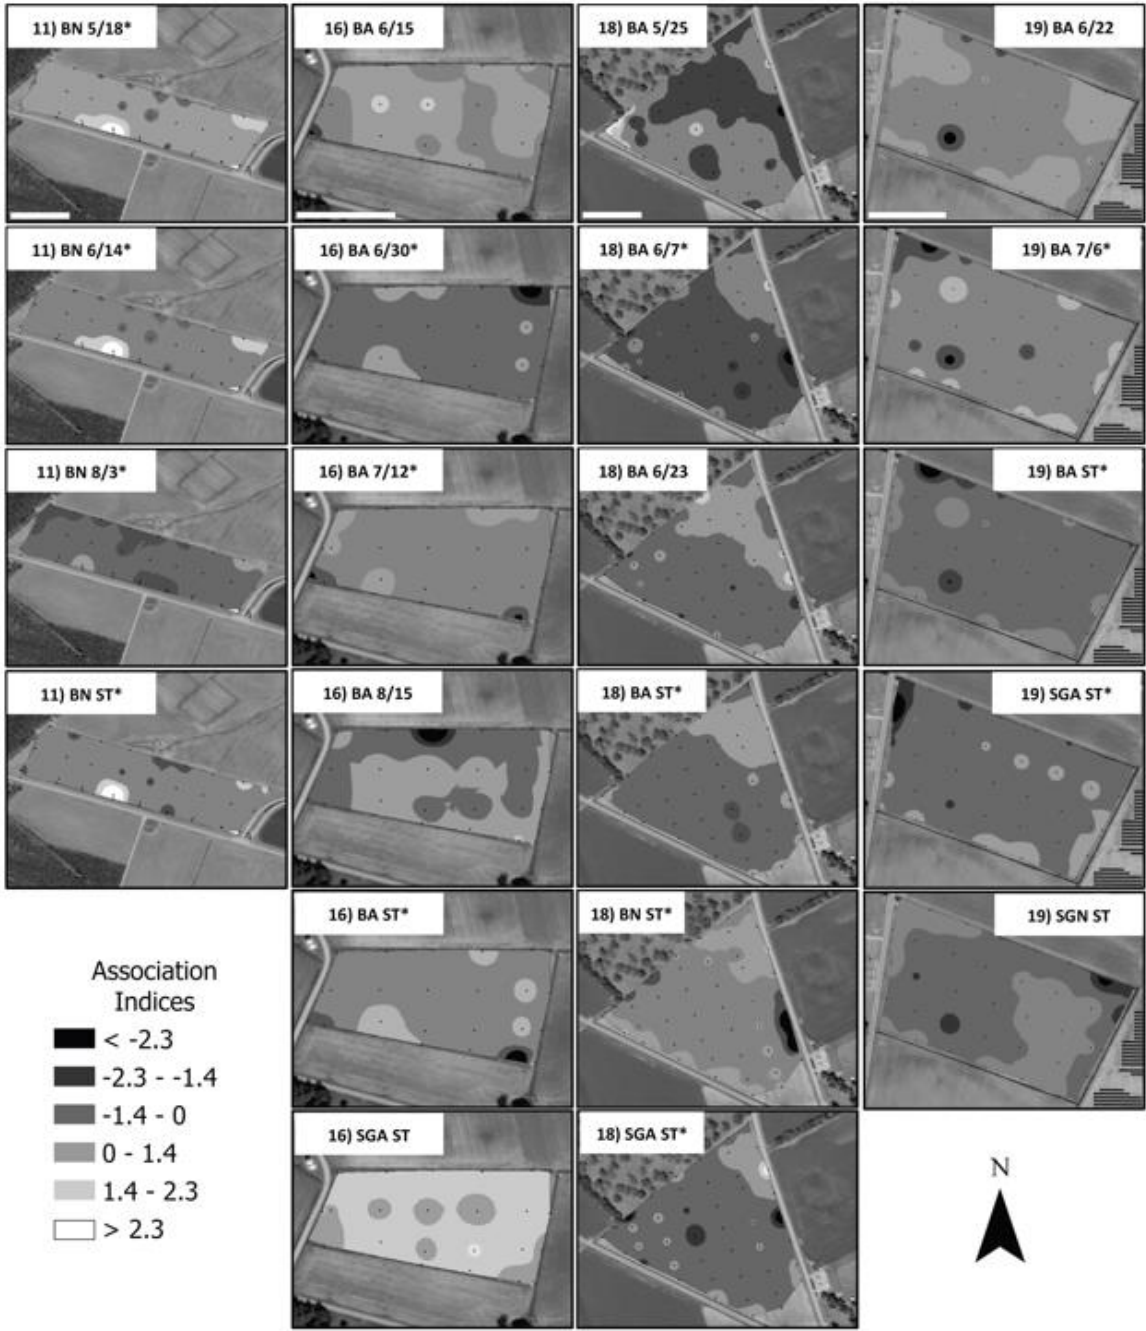 11) BN 5/18*
16) BA 6/15
18) BA 5/25
19) BA 6/22
11) BN 6/14*
16) BA 6/30*
18) BA 6/7*
19) BA 7/6*
11) BN 8/3*
16) BA 7/12*
18) BA 6/23
19) BA ST*
11) BN ST*
16) BA 8/15
18) BA ST*
19) SGA ST*
16) BA ST*
18) BN ST*
19) SGN ST
16) SGA ST
18) SGA ST*
Association
Indices
< -2.3
-2.3 - -1.4
-1.4 - 0
0 - 1.4
1.4 - 2.3
> 2.3
N